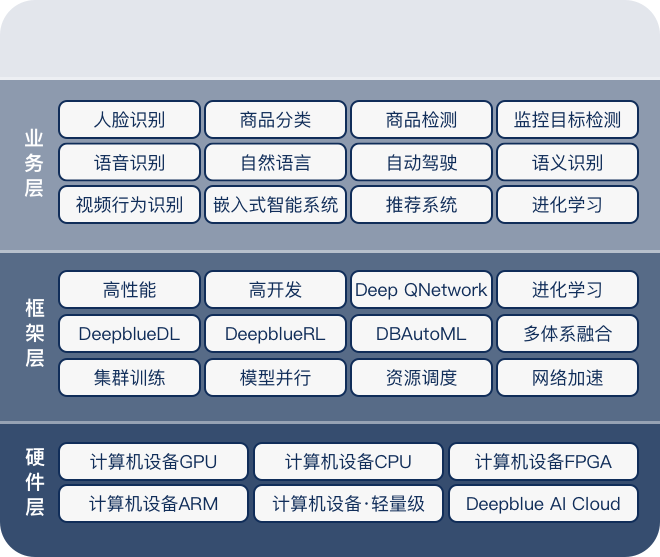 业务层
人脸识别 商品分类 商品检测 监控目标检测
语音识别 自然语言 自动驾驶 语义识别
视频行为识别 嵌入式智能系统 推荐系统 进化学习
框架层
高性能 高开发 Deep QNetwork 进化学习
DeepblueDL DeepblueRL DBAutoML 多体系融合
集群训练 模型并行 资源调度 网络加速
硬件层
计算机设备GPU 计算机设备CPU 计算机设备FPGA
计算机设备ARM 计算机设备·轻量级 Deepblue AI Cloud